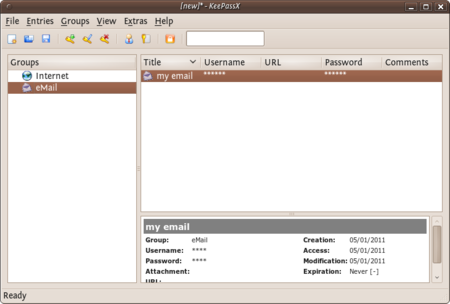 [new]* - KeePassX
File Entries Groups View Extras Help
Groups
Internet
eMail
Title Username URL Password Comments
my email ****** ******
my email
Group: eMail Creation: 05/01/2011
Username: **** Access: 05/01/2011
Password: **** Modification: 05/01/2011
Attachment: Expiration: Never [-]
URL:
Ready